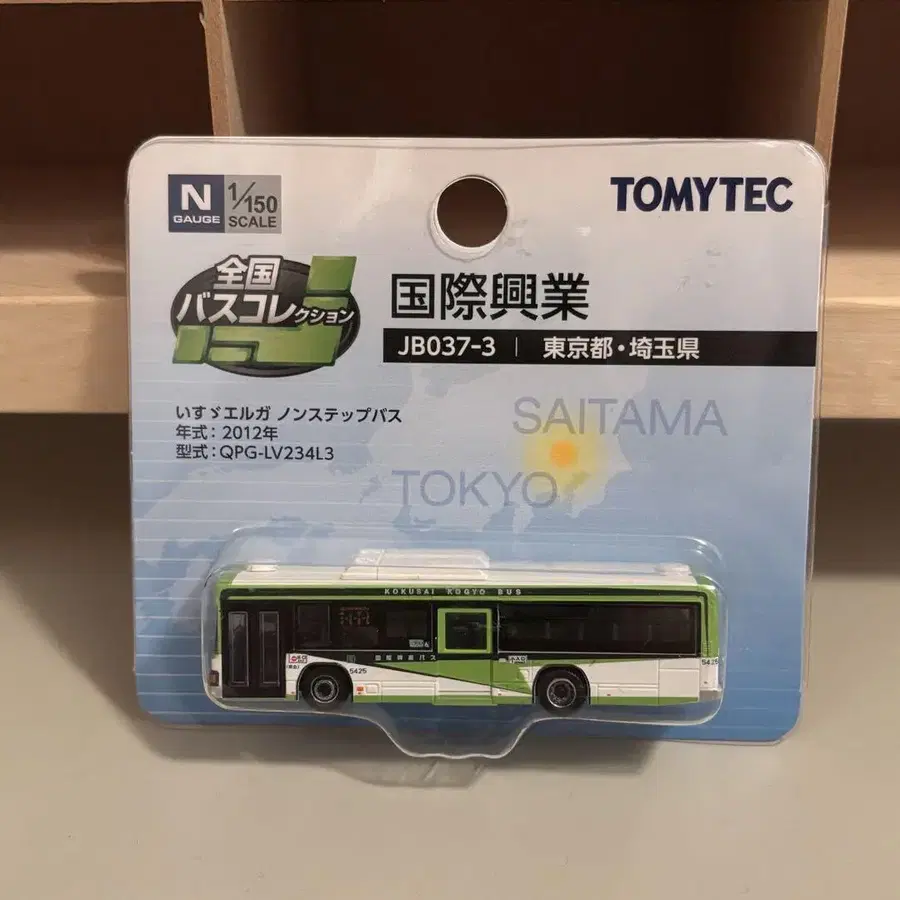 N
GAUGE
1/150
SCALE
TOMYTEC
全国
バスコレクション
国際興業
JB037-3 | 東京都・埼玉県
いすゞエルガ ノンステップバス
年式：2012年
型式：QPG-LV234L3
SAITAMA
TOKYO
KOKUSAI KOGYO BUS
国際興業バス
5425
5425